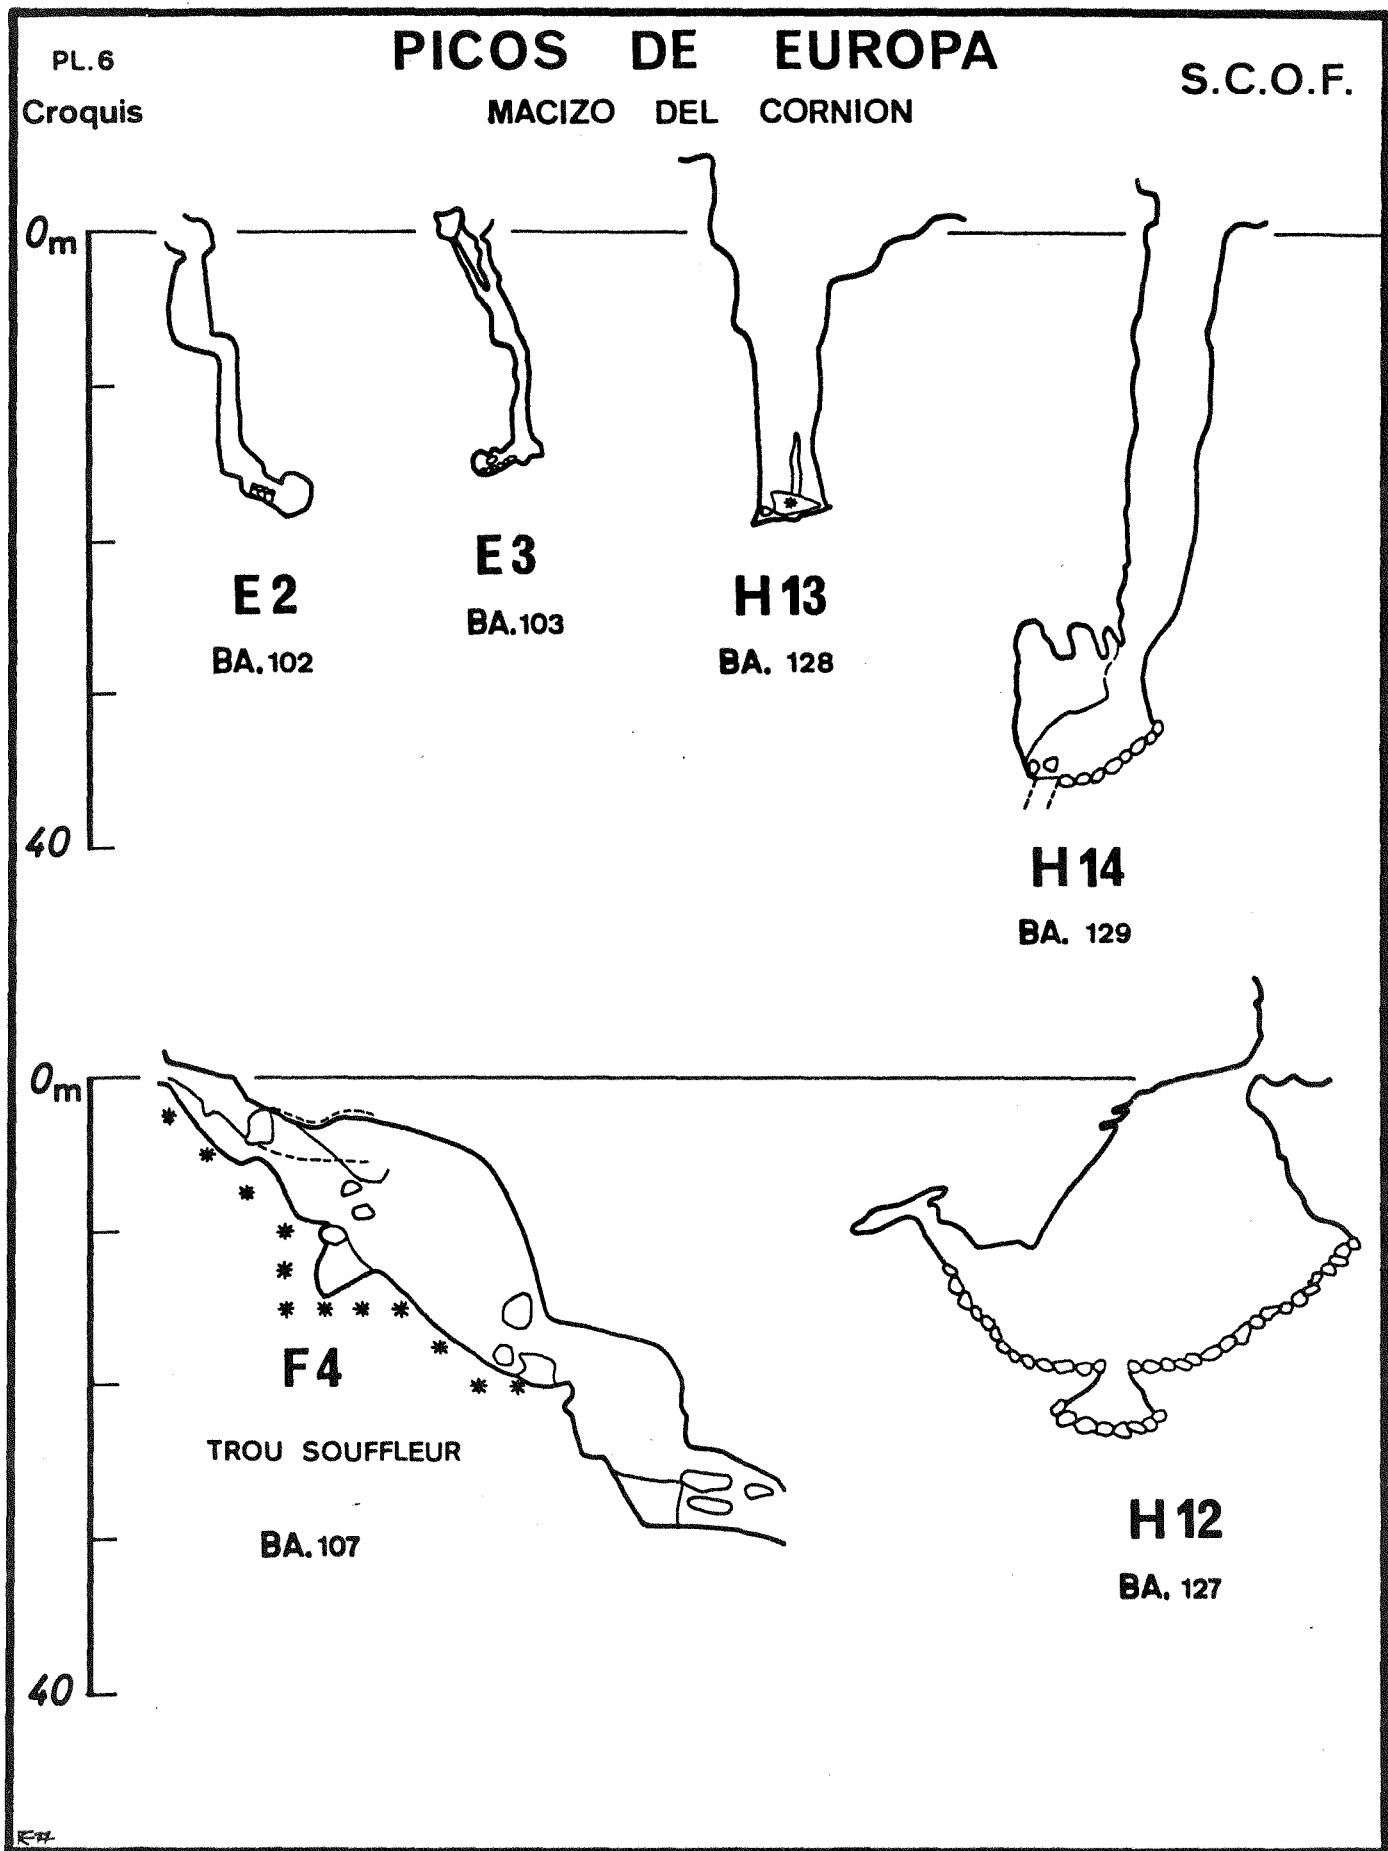 PL.6
PICOS DE EUROPA
S.C.O.F.
Croquis
MACIZO DEL CORNION
0m
E2
BA.102
E3
BA.103
H13
BA. 128
40
H14
BA. 129
0m
F4
TROU SOUFFLEUR
BA.107
H12
BA. 127
40